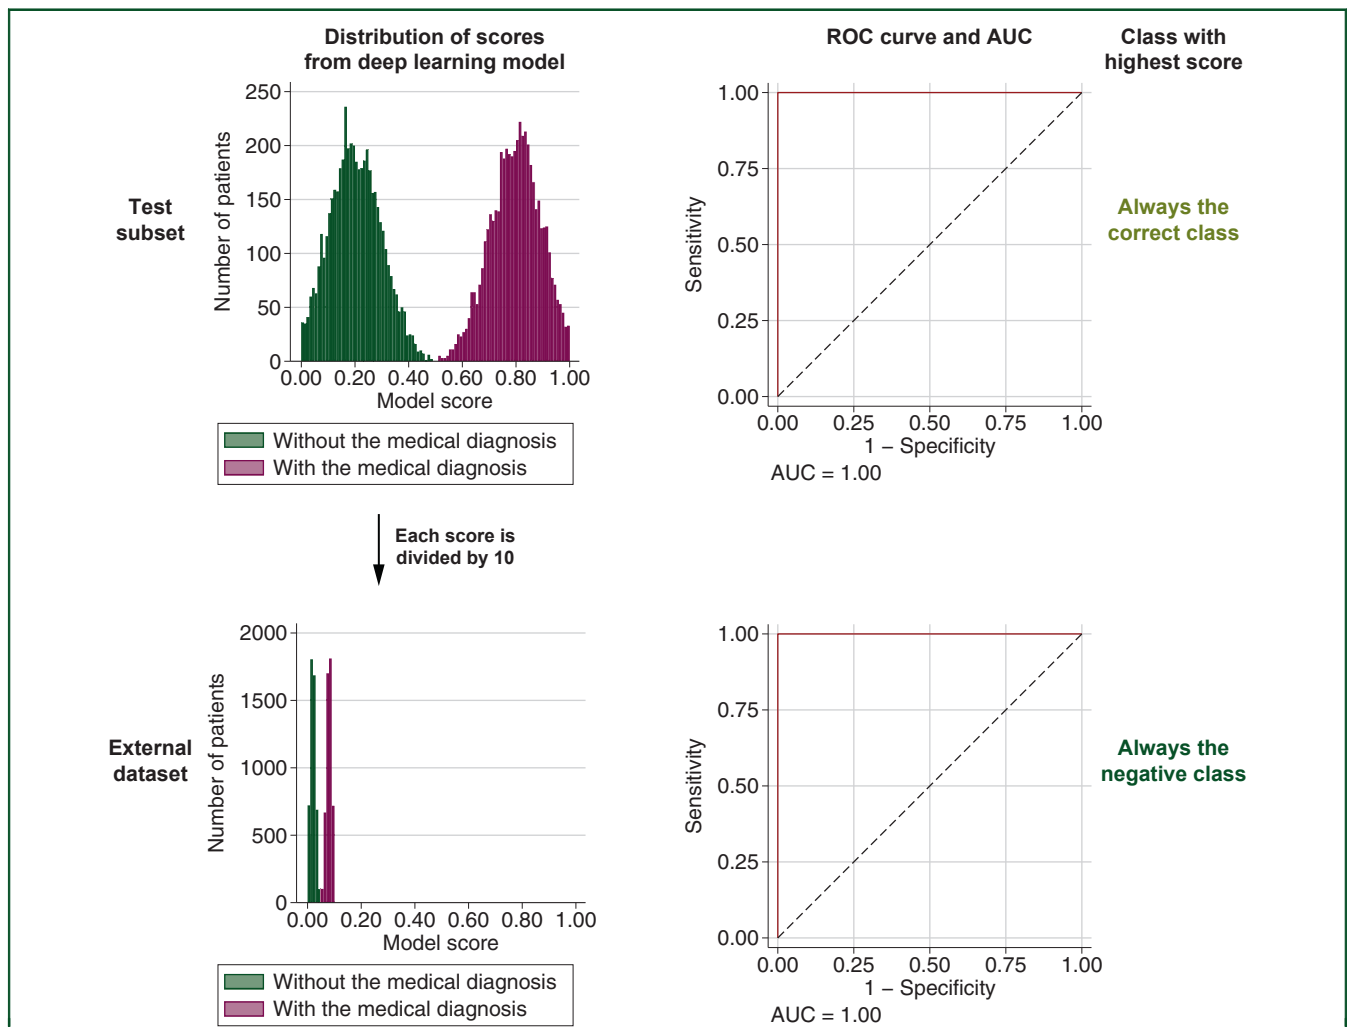 Distribution of scores
from deep learning model
ROC curve and AUC
Class with
highest score
Test
subset
Number of patients
250
200
150
100
50
0
0.00 0.20 0.40 0.60 0.80 1.00
Model score
Without the medical diagnosis
With the medical diagnosis
Sensitivity
1.00
0.75
0.50
0.25
0.00
0.00 0.25 0.50 0.75 1.00
1 − Specificity
AUC = 1.00
Always the
correct class
Each score is
divided by 10
External
dataset
Number of patients
2000
1500
1000
500
0
0.00 0.20 0.40 0.60 0.80 1.00
Model score
Without the medical diagnosis
With the medical diagnosis
Sensitivity
1.00
0.75
0.50
0.25
0.00
0.00 0.25 0.50 0.75 1.00
1 − Specificity
AUC = 1.00
Always the
negative class